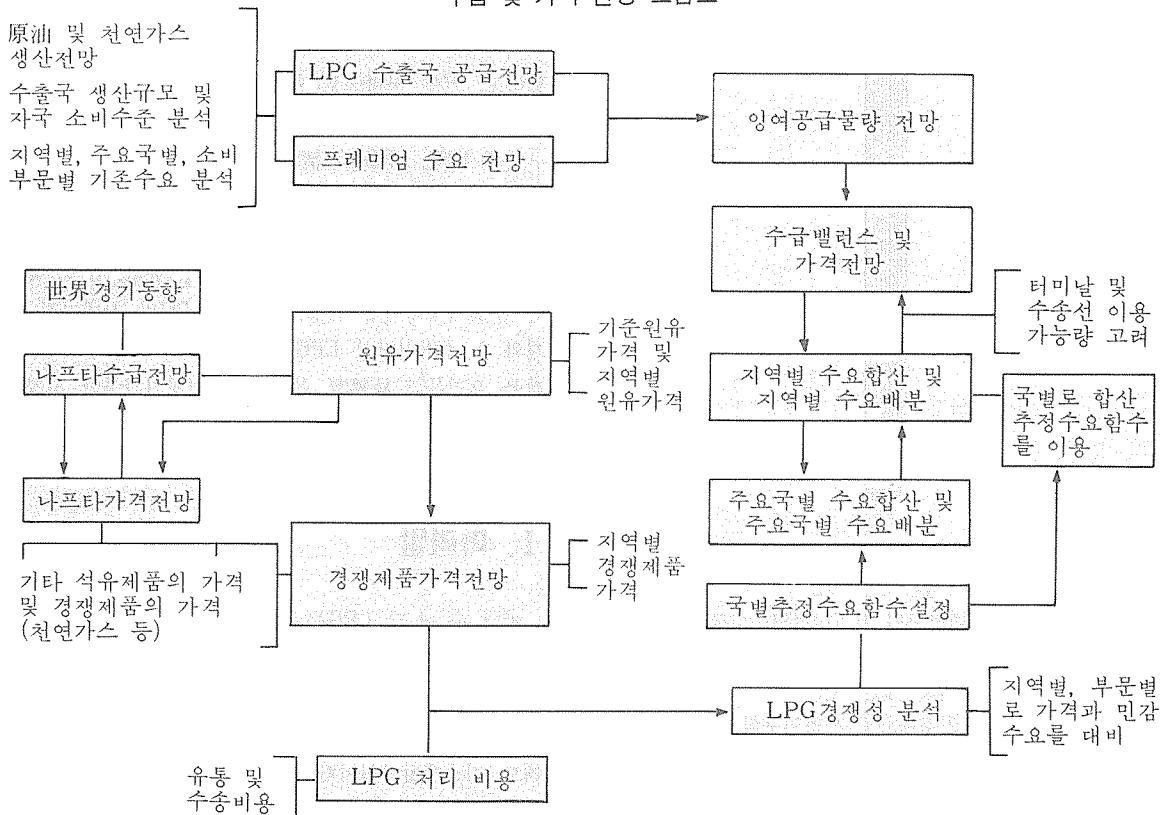 原油 및 천연가스
생산전망
수출국 생산규모 및
자국 소비수준 분석
지역별, 주요국별, 소비
부문별 기존수요 분석
LPG 수출국 공급전망
프레미엄 수요 전망
잉여공급물량 전망
수급밸런스 및
가격전망
터미날 및
수송선 이용
가능량 고려
世界경기동향
나프타수급전망
원유가격전망
기준원유
가격 및
지역별
원유가격
지역별 수요합산 및
지역별 수요배분
국별로 합산
추정수요함수
를 이용
나프타가격전망
주요국별 수요합산 및
주요국별 수요배분
기타 석유제품의 가격
및 경쟁제품의 가격
(천연가스 등)
경쟁제품가격전망
지역별
경쟁제품
가격
국별추정수요함수설정
LPG경쟁성 분석
지역별, 부문별
로 가격과 민감
수요를 대비
유통 및
수송비용
LPG 처리 비용